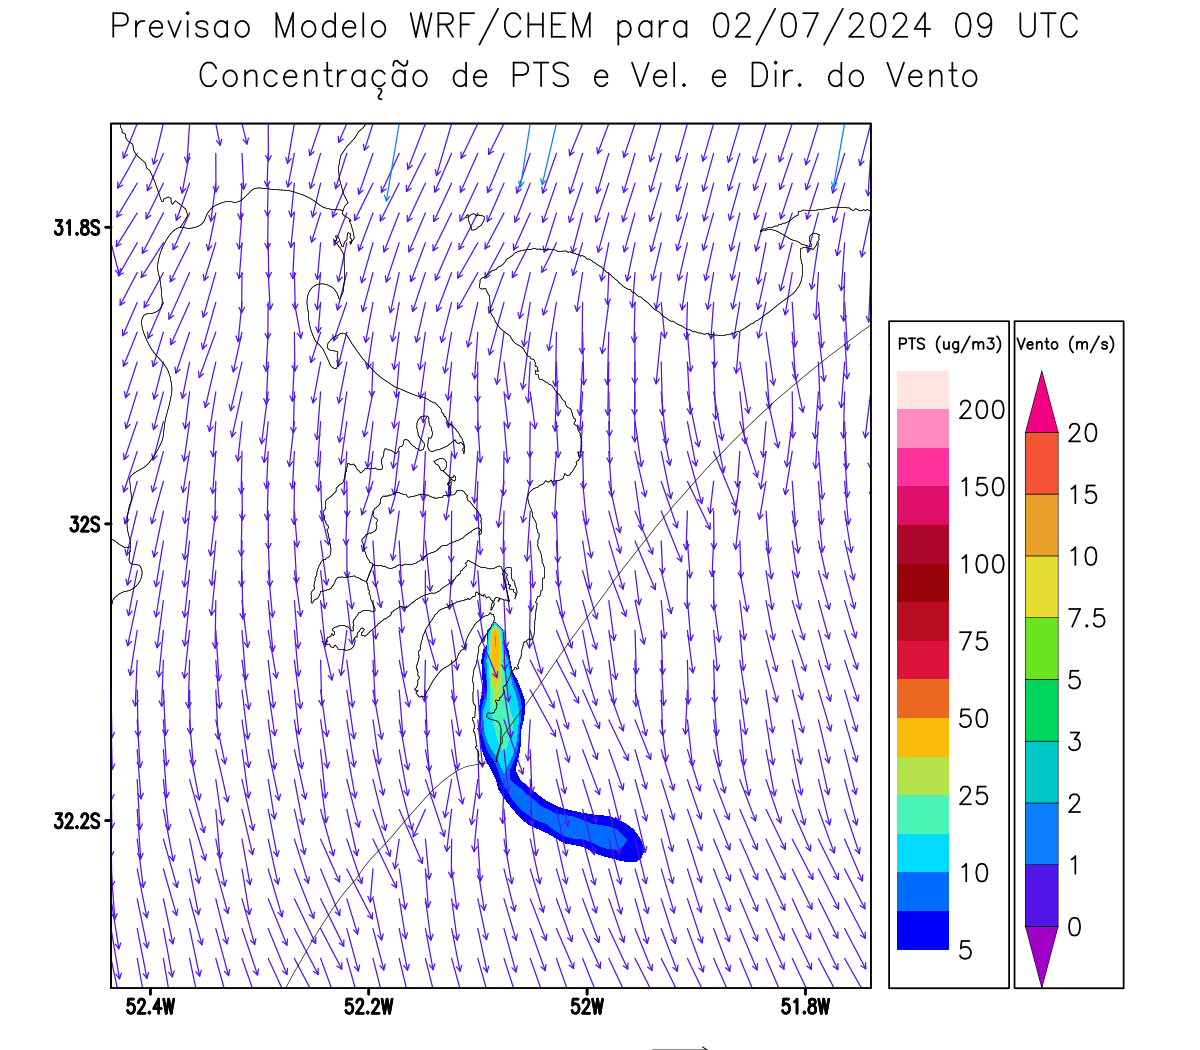 Previsao Modelo WRF/CHEM para 02/07/2024 09 UTC
Concentração de PTS e Vel. e Dir. do Vento
31.8S
32S
32.2S
52.4W 52.2W 52W 51.8W
PTS (ug/m3)
200
150
100
75
50
25
10
5
Vento (m/s)
20
15
10
7.5
5
3
2
1
0